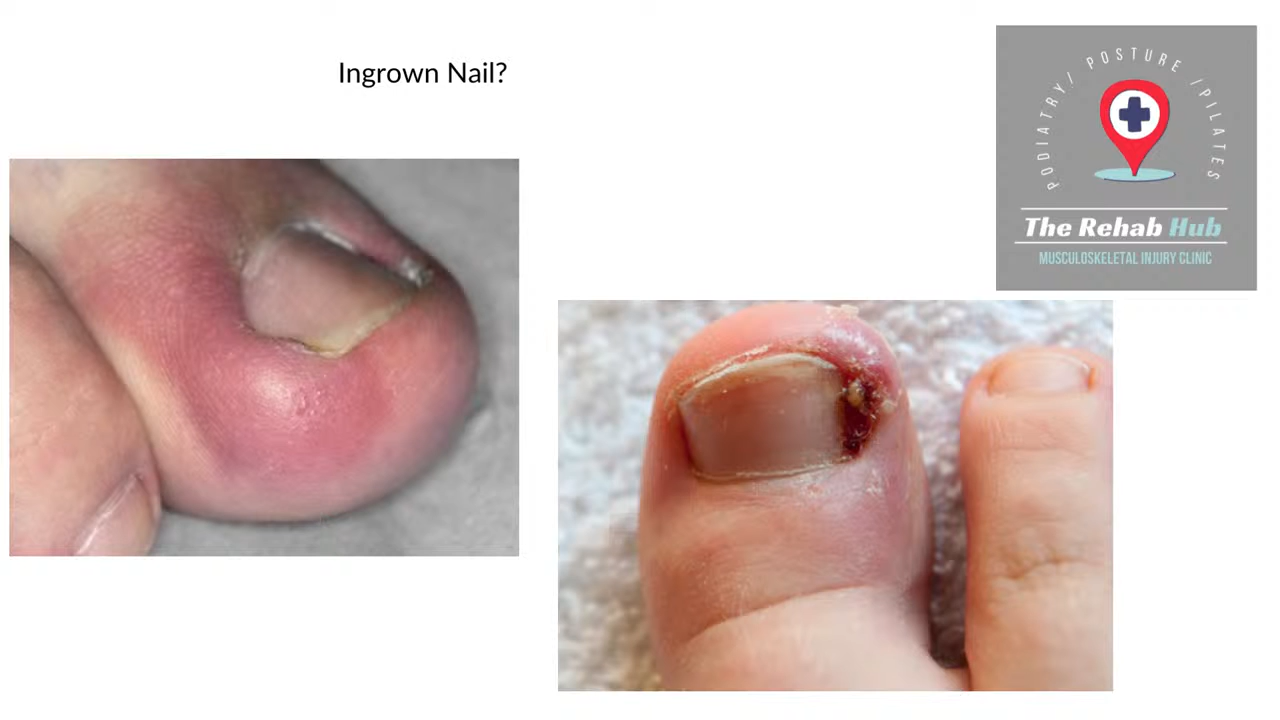 Ingrown Nail?
PODIATRY/ POSTURE /PILATES
The Rehab Hub
MUSCULOSKELETAL INJURY CLINIC